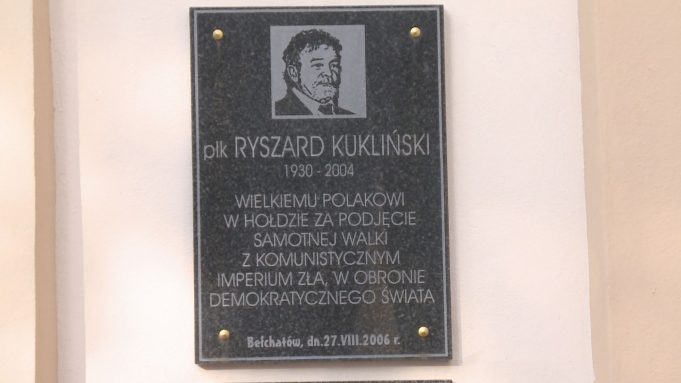 płk RYSZARD KUKLIŃSKI
1930 - 2004
WIELKIEMU POLAKOWI
W HOŁDZIE ZA PODJĘCIE
SAMOTNEJ WALKI
Z KOMUNISTYCZNYM
IMPERIUM ZŁA, W OBRONIE
DEMOKRATYCZNEGO ŚWIATA
Bełchatów, dn. 27.VIII.2006 r.